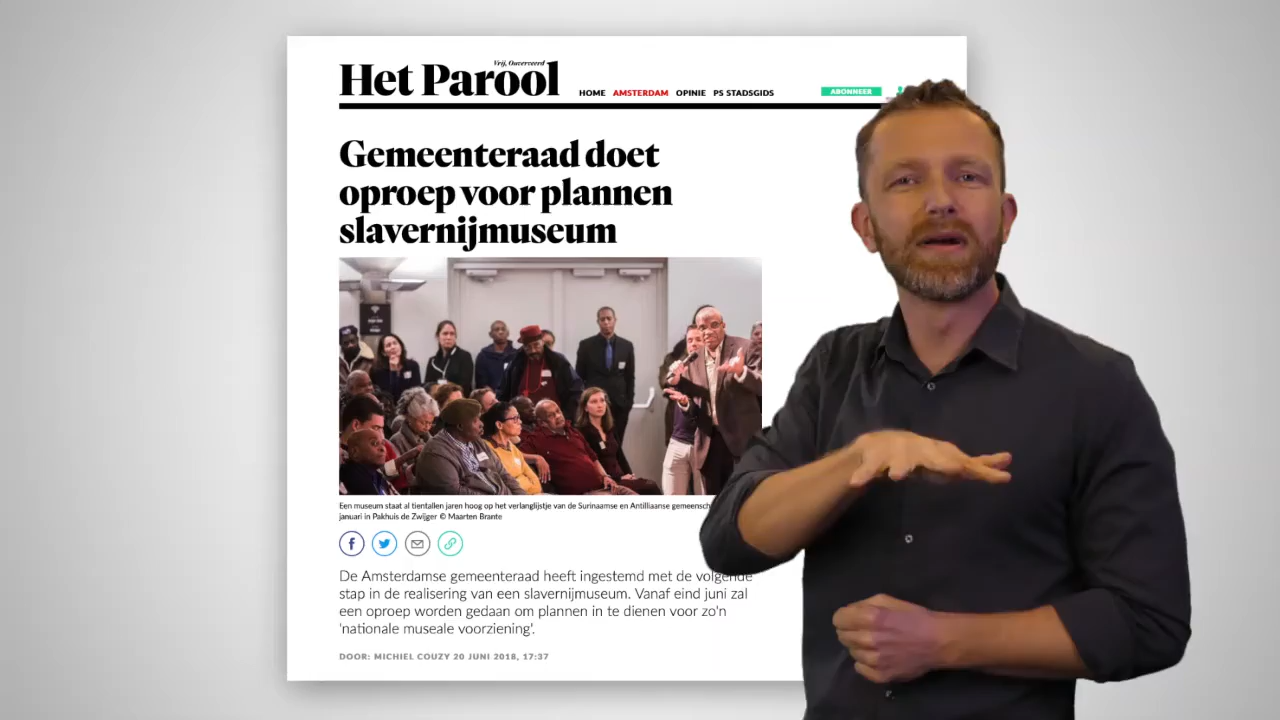 Vrij, Onverveerd
Het Parool
HOME AMSTERDAM OPINIE PS STADSGIDS ABONNEER
Gemeenteraad doet
oproep voor plannen
slavernijmuseum
Een museum staat al tientallen jaren hoog op het verlanglijstje van de Surinaamse en Antilliaanse
januari in Pakhuis de Zwijger © Maarten Brante
De Amsterdamse gemeenteraad heeft ingestemd met de volgende
stap in de realisering van een slavernijmuseum. Vanaf eind juni zal
een oproep worden gedaan om plannen in te dienen voor zo'n
'nationale museale voorziening'.
DOOR: MICHIEL COUZY 20 JUNI 2018, 17:37